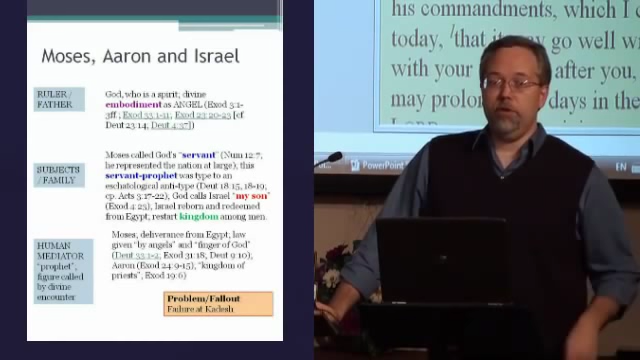 Moses, Aaron and Israel
RULER /
FATHER
God, who is a spirit; divine
embodiment as ANGEL (Exod 3:1-
3ff; Exod 33:1-11; Exod 23:20-23 [cf
Deut 23:14, Deut 4:37])
SUBJECTS
/ FAMILY
Moses called God's "servant" (Num 12:7;
he represented the nation at large); this
servant-prophet was type to an
eschatological anti-type (Deut 18:15, 18-19;
cp. Acts 3:17-22), God calls Israel "my son"
(Exod 4:23), Israel reborn and redeemed
from Egypt; restart kingdom among men.
HUMAN
MEDIATOR
"prophet",
figure called
by divine
encounter
Moses; deliverance from Egypt; law
given "by angels" and "finger of God"
(Deut 33:1-2, Exod 31:18; Deut 9:10);
Aaron (Exod 24:9-15), "kingdom of
priests", Exod 19:6)
Problem/Fallout
Failure at Kadesh
his commandments, which I c
today, that it may go well w
with your after you.
may prolon days in the
PowerPoint
EN